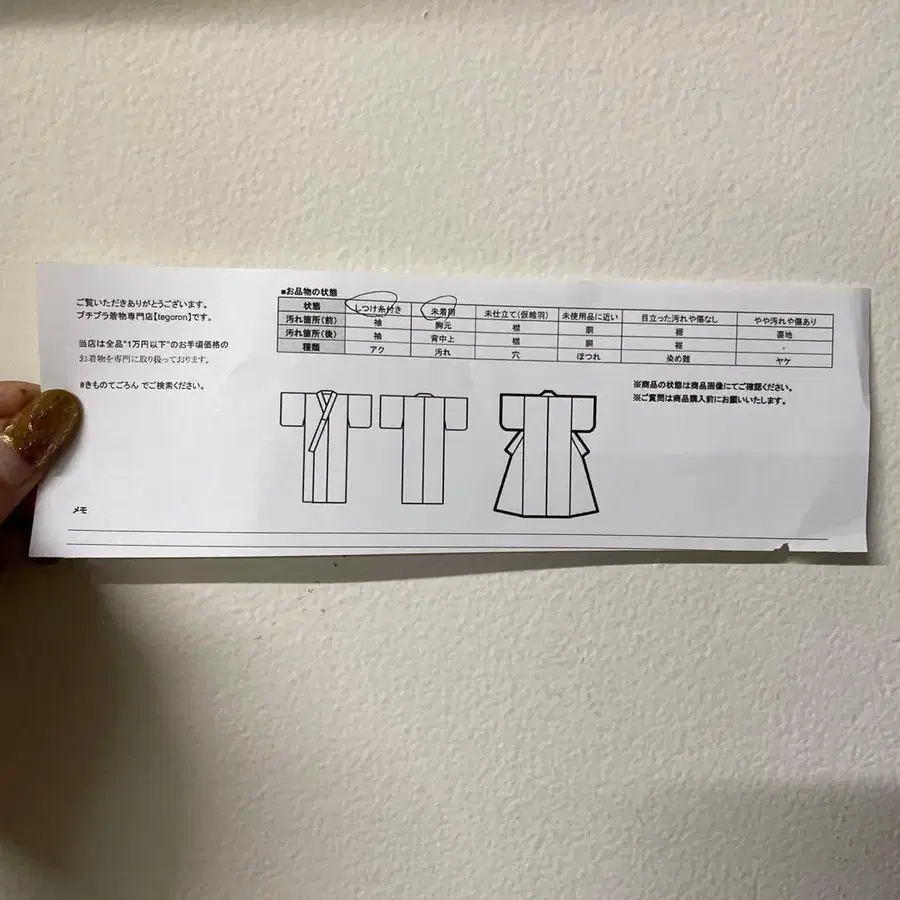 ご覧いただきありがとうございます。
プチプラ着物専門店【tegoron】です。
当店は全品"1万円以下"のお手頃価格の
お着物を専門に取り扱っております。
#きものてごろん でご検索ください。
■お品物の状態
状態 しつけ糸付き 未着用 未仕立て(仮絵羽) 未使用品に近い 目立った汚れや傷なし やや汚れや傷あり
汚れ箇所(前) 袖 胸元 襟 胴 裾 裏地
汚れ箇所(後) 袖 背中上 襟 胴 裾 -
種類 アク 汚れ 穴 ほつれ 染め難 ヤケ
※商品の状態は商品画像にてご確認ください。
※ご質問は商品購入前にお願いいたします。
メモ